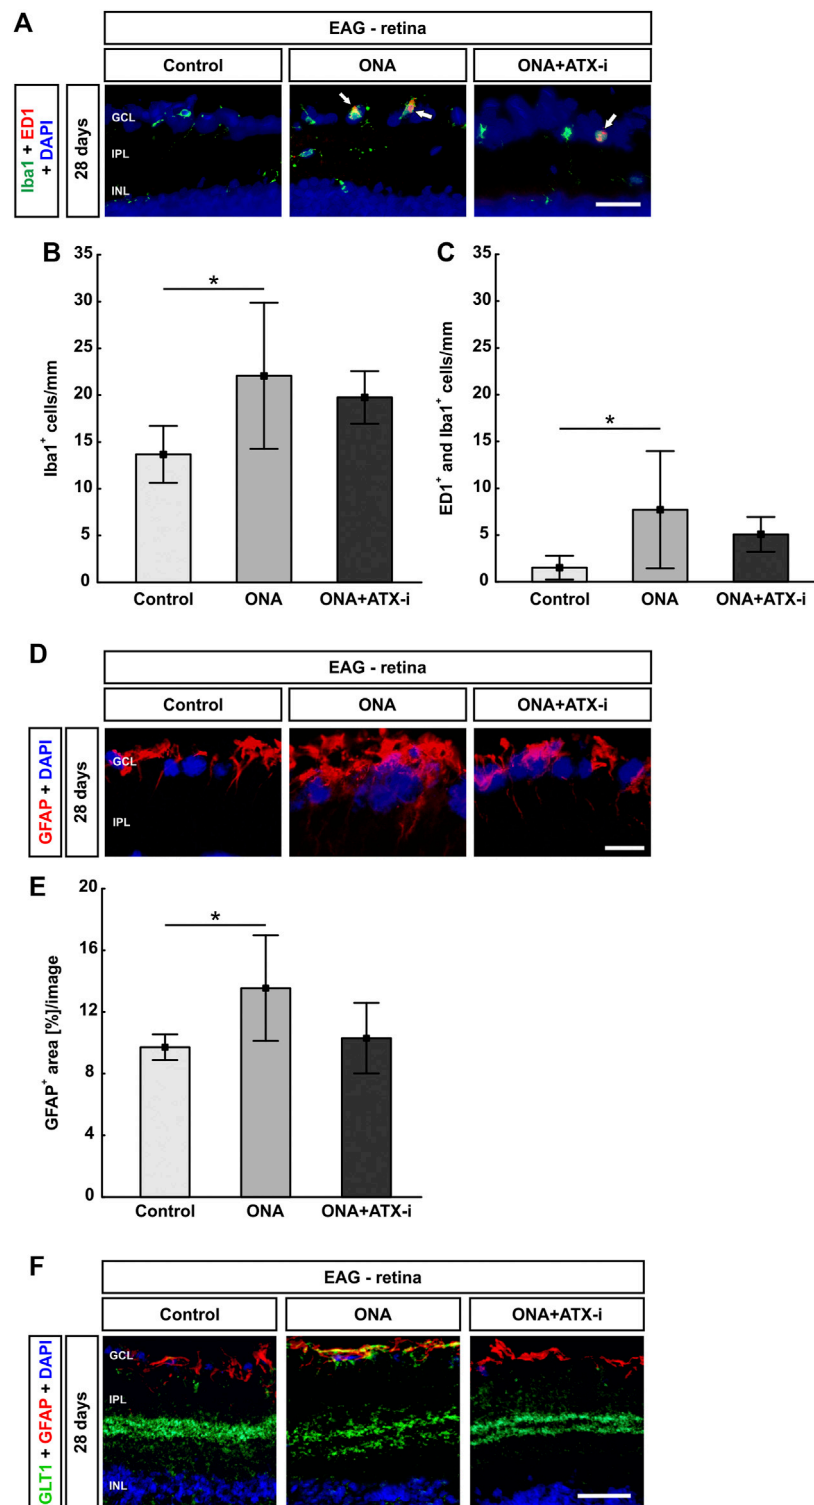 A
EAG - retina
Control
ONA
ONA+ATX-i
Iba1 + ED1
+ DAPI
28 days
GCL
IPL
INL
B
35
30
25
20
15
10
5
0
Iba1+ cells/mm
*
Control
ONA
ONA+ATX-i
C
35
30
25
20
15
10
5
0
ED1+ and Iba1+ cells/mm
*
Control
ONA
ONA+ATX-i
D
EAG - retina
Control
ONA
ONA+ATX-i
GFAP + DAPI
28 days
GCL
IPL
E
20
16
12
8
4
0
GFAP+ area [%]/image
*
Control
ONA
ONA+ATX-i
F
EAG - retina
Control
ONA
ONA+ATX-i
GLT1 + GFAP + DAPI
28 days
GCL
IPL
INL